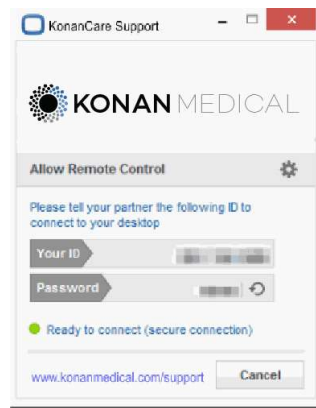 KonanCare Support
KONAN MEDICAL
Allow Remote Control
Please tell your partner the following ID to
connect to your desktop
Your ID
Password
Ready to connect (secure connection)
www.konanmedical.com/support
Cancel